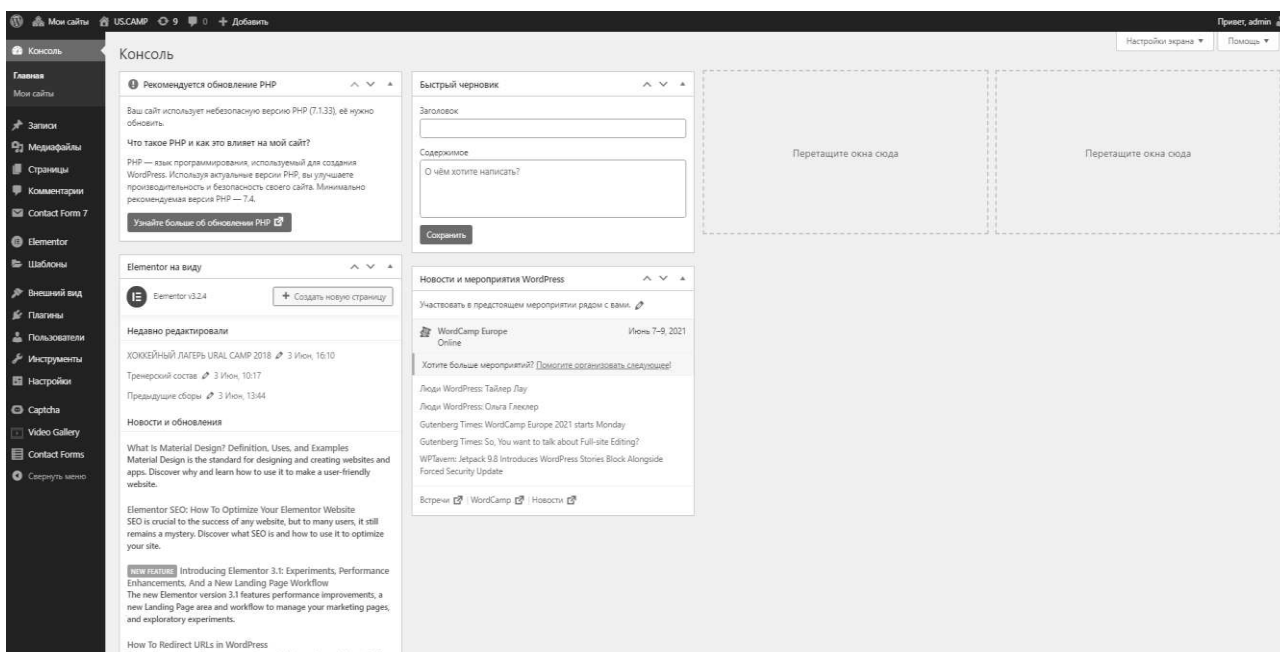 Мои сайты US.CAMP 9 0 + Добавить
Привет, admin
Консоль
Главная
Мои сайты
Записи
Медиафайлы
Страницы
Комментарии
Contact Form 7
Elementor
Шаблоны
Внешний вид
Плагины
Пользователи
Инструменты
Настройки
Captcha
Video Gallery
Contact Forms
Свернуть меню
Настройки экрана
Помощь
Консоль
Рекомендуется обновление PHP
Ваш сайт использует небезопасную версию PHP (7.1.33), её нужно
обновить.
Что такое PHP и как это влияет на мой сайт?
PHP — язык программирования, используемый для создания
WordPress. Используя актуальные версии PHP, вы улучшаете
производительность и безопасность своего сайта. Минимально
рекомендуемая версия PHP — 7.4.
Узнайте больше об обновлении PHP
Elementor на виду
Elementor v3.2.4
+ Создать новую страницу
Недавно редактировали
ХОККЕЙНЫЙ ЛАГЕРЬ URAL CAMP 2018 3 Июн, 16:10
Тренерский состав 3 Июн, 10:17
Предыдущие сборы 3 Июн, 13:44
Новости и обновления
What Is Material Design? Definition, Uses, and Examples
Material Design is the standard for designing and creating websites and
apps. Discover why and learn how to use it to make a user-friendly
website.
Elementor SEO: How To Optimize Your Elementor Website
SEO is crucial to the success of any website, but to many users, it still
remains a mystery. Discover what SEO is and how to use it to optimize
your site.
NEW FEATURE Introducing Elementor 3.1: Experiments, Performance
Enhancements, And a New Landing Page Workflow
The new Elementor version 3.1 features performance improvements, a
new Landing Page area and workflow to manage your marketing pages,
and exploratory experiments.
How To Redirect URLs in WordPress
Быстрый черновик
Заголовок
Содержимое
О чём хотите написать?
Сохранить
Новости и мероприятия WordPress
Участвовать в предстоящем мероприятии рядом с вами.
WordCamp Europe Июнь 7–9, 2021
Online
Хотите больше мероприятий? Помогите организовать следующее!
Люди WordPress: Тайлер Лау
Люди WordPress: Ольга Глеклер
Gutenberg Times: WordCamp Europe 2021 starts Monday
Gutenberg Times: So, You want to talk about Full-site Editing?
WPTavern: Jetpack 9.8 Introduces WordPress Stories Block Alongside
Forced Security Update
Встречи | WordCamp | Новости
Перетащите окна сюда
Перетащите окна сюда